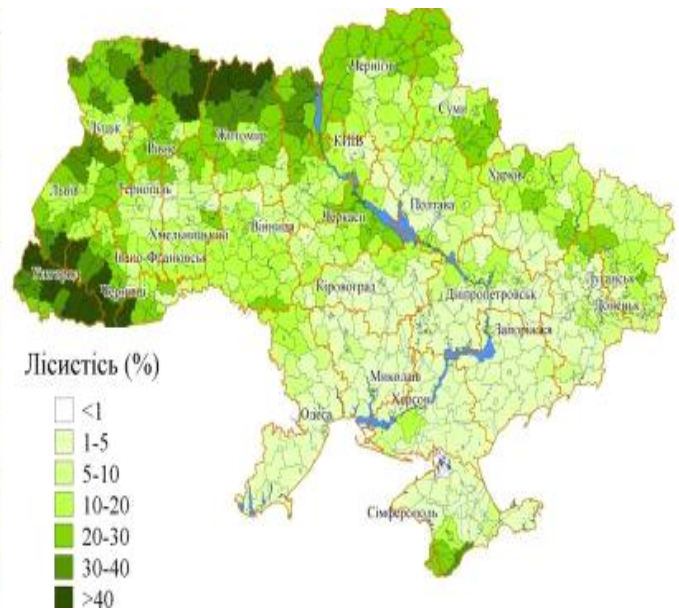 Чернігів
Суми
Луцьк
Рівне
Житомир
КИЇВ
Харків
Львів
Тернопіль
Полтава
Хмельницький
Вінниця
Черкаси
Ужгород
Івано-Франківськ
Чернівці
Кіровоград
Дніпропетровськ
Луганськ
Донецьк
Запоріжжя
Миколаїв
Херсон
Одеса
Сімферополь
Лісистісь (%)
<1
1-5
5-10
10-20
20-30
30-40
>40